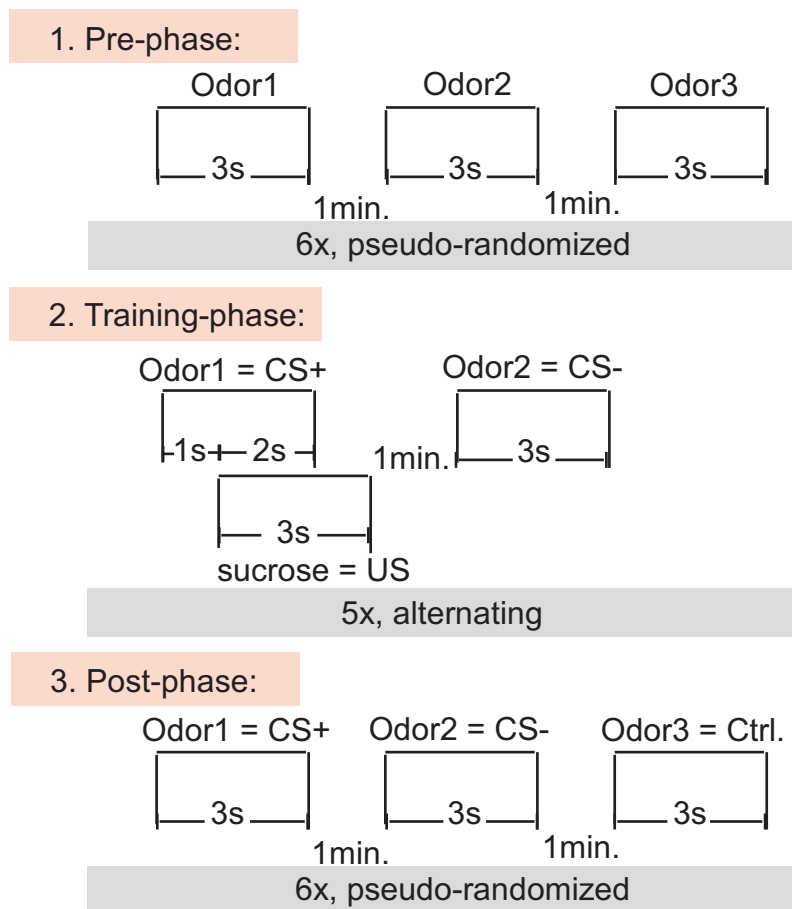 1. Pre-phase:
Odor1 Odor2 Odor3
3s 3s 3s
1min. 1min.
6x, pseudo-randomized
2. Training-phase:
Odor1 = CS+ Odor2 = CS-
1s 2s 1min. 3s
3s
sucrose = US
5x, alternating
3. Post-phase:
Odor1 = CS+ Odor2 = CS- Odor3 = Ctrl.
3s 3s 3s
1min. 1min.
6x, pseudo-randomized